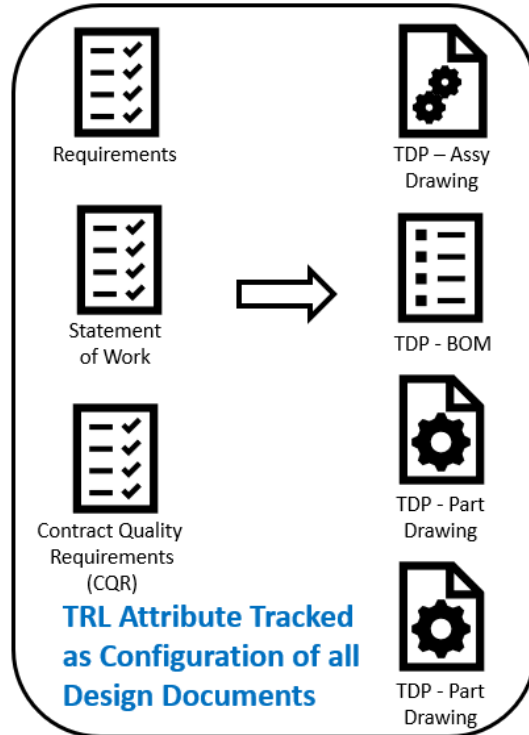 Requirements
Statement
of Work
Contract Quality
Requirements
(CQR)
TRL Attribute Tracked
as Configuration of all
Design Documents
TDP – Assy
Drawing
TDP - BOM
TDP - Part
Drawing
TDP - Part
Drawing